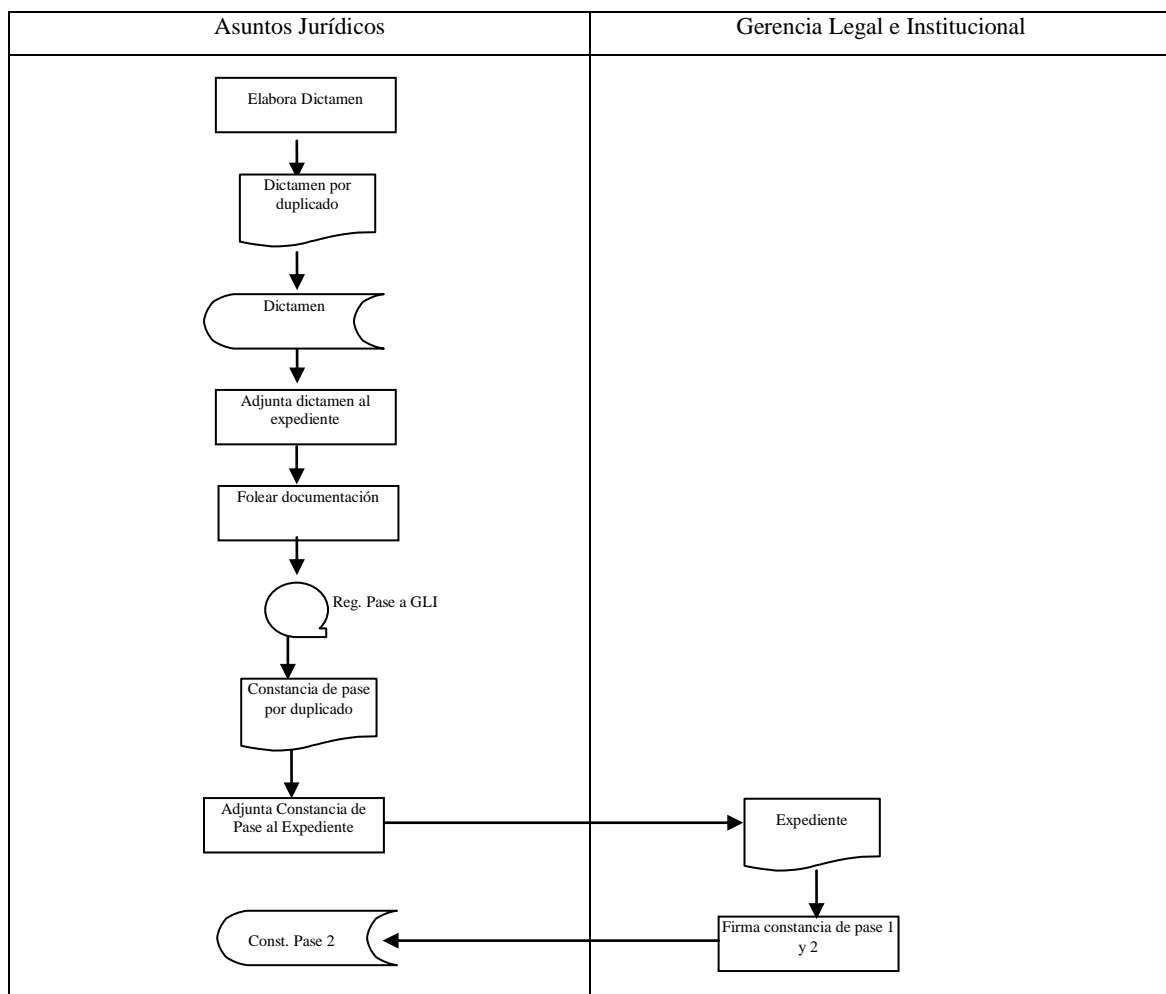 Asuntos Jurídicos
Gerencia Legal e Institucional
Elabora Dictamen
Dictamen por
duplicado
Dictamen
Adjunta dictamen al
expediente
Folear documentación
Reg. Pase a GLI
Constancia de pase
por duplicado
Adjunta Constancia de
Pase al Expediente
Expediente
Firma constancia de pase 1
y 2
Const. Pase 2